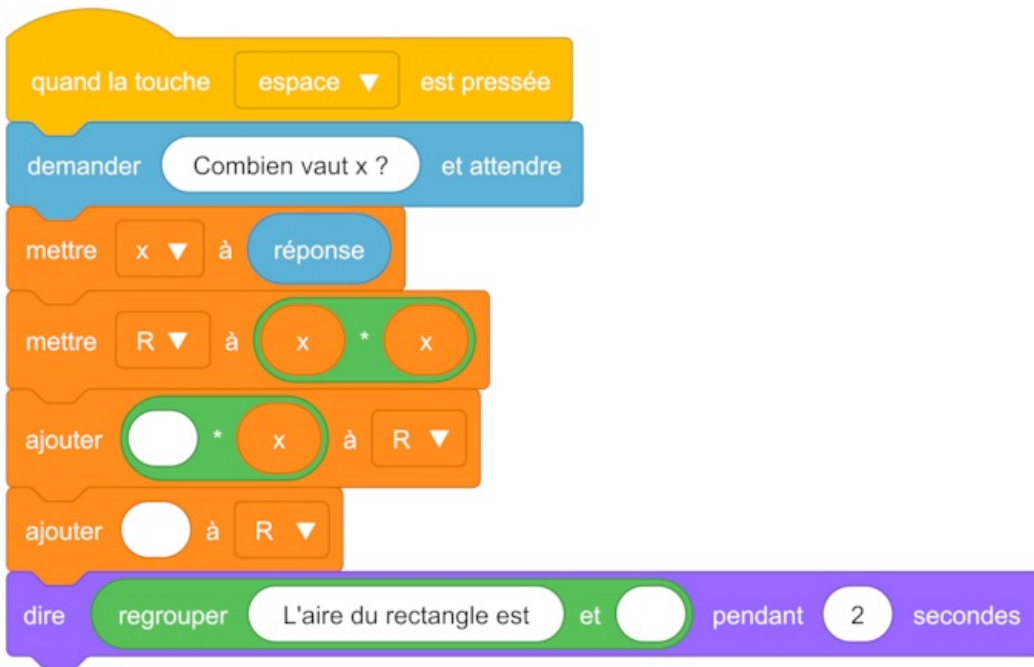 quand la touche espace ▼ est pressée
demander Combien vaut x ? et attendre
mettre x ▼ à réponse
mettre R ▼ à x * x
ajouter * x à R ▼
ajouter à R ▼
dire regrouper L'aire du rectangle est et pendant 2 secondes